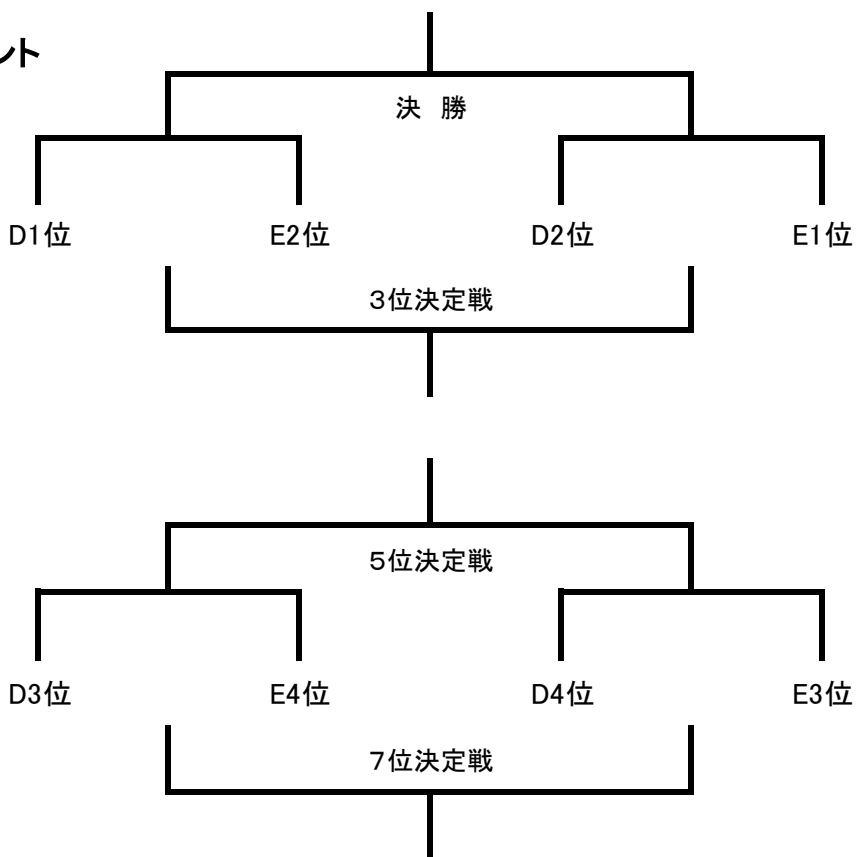 ント
決 勝
D1位 E2位 D2位 E1位
3位決定戦
5位決定戦
D3位 E4位 D4位 E3位
7位決定戦